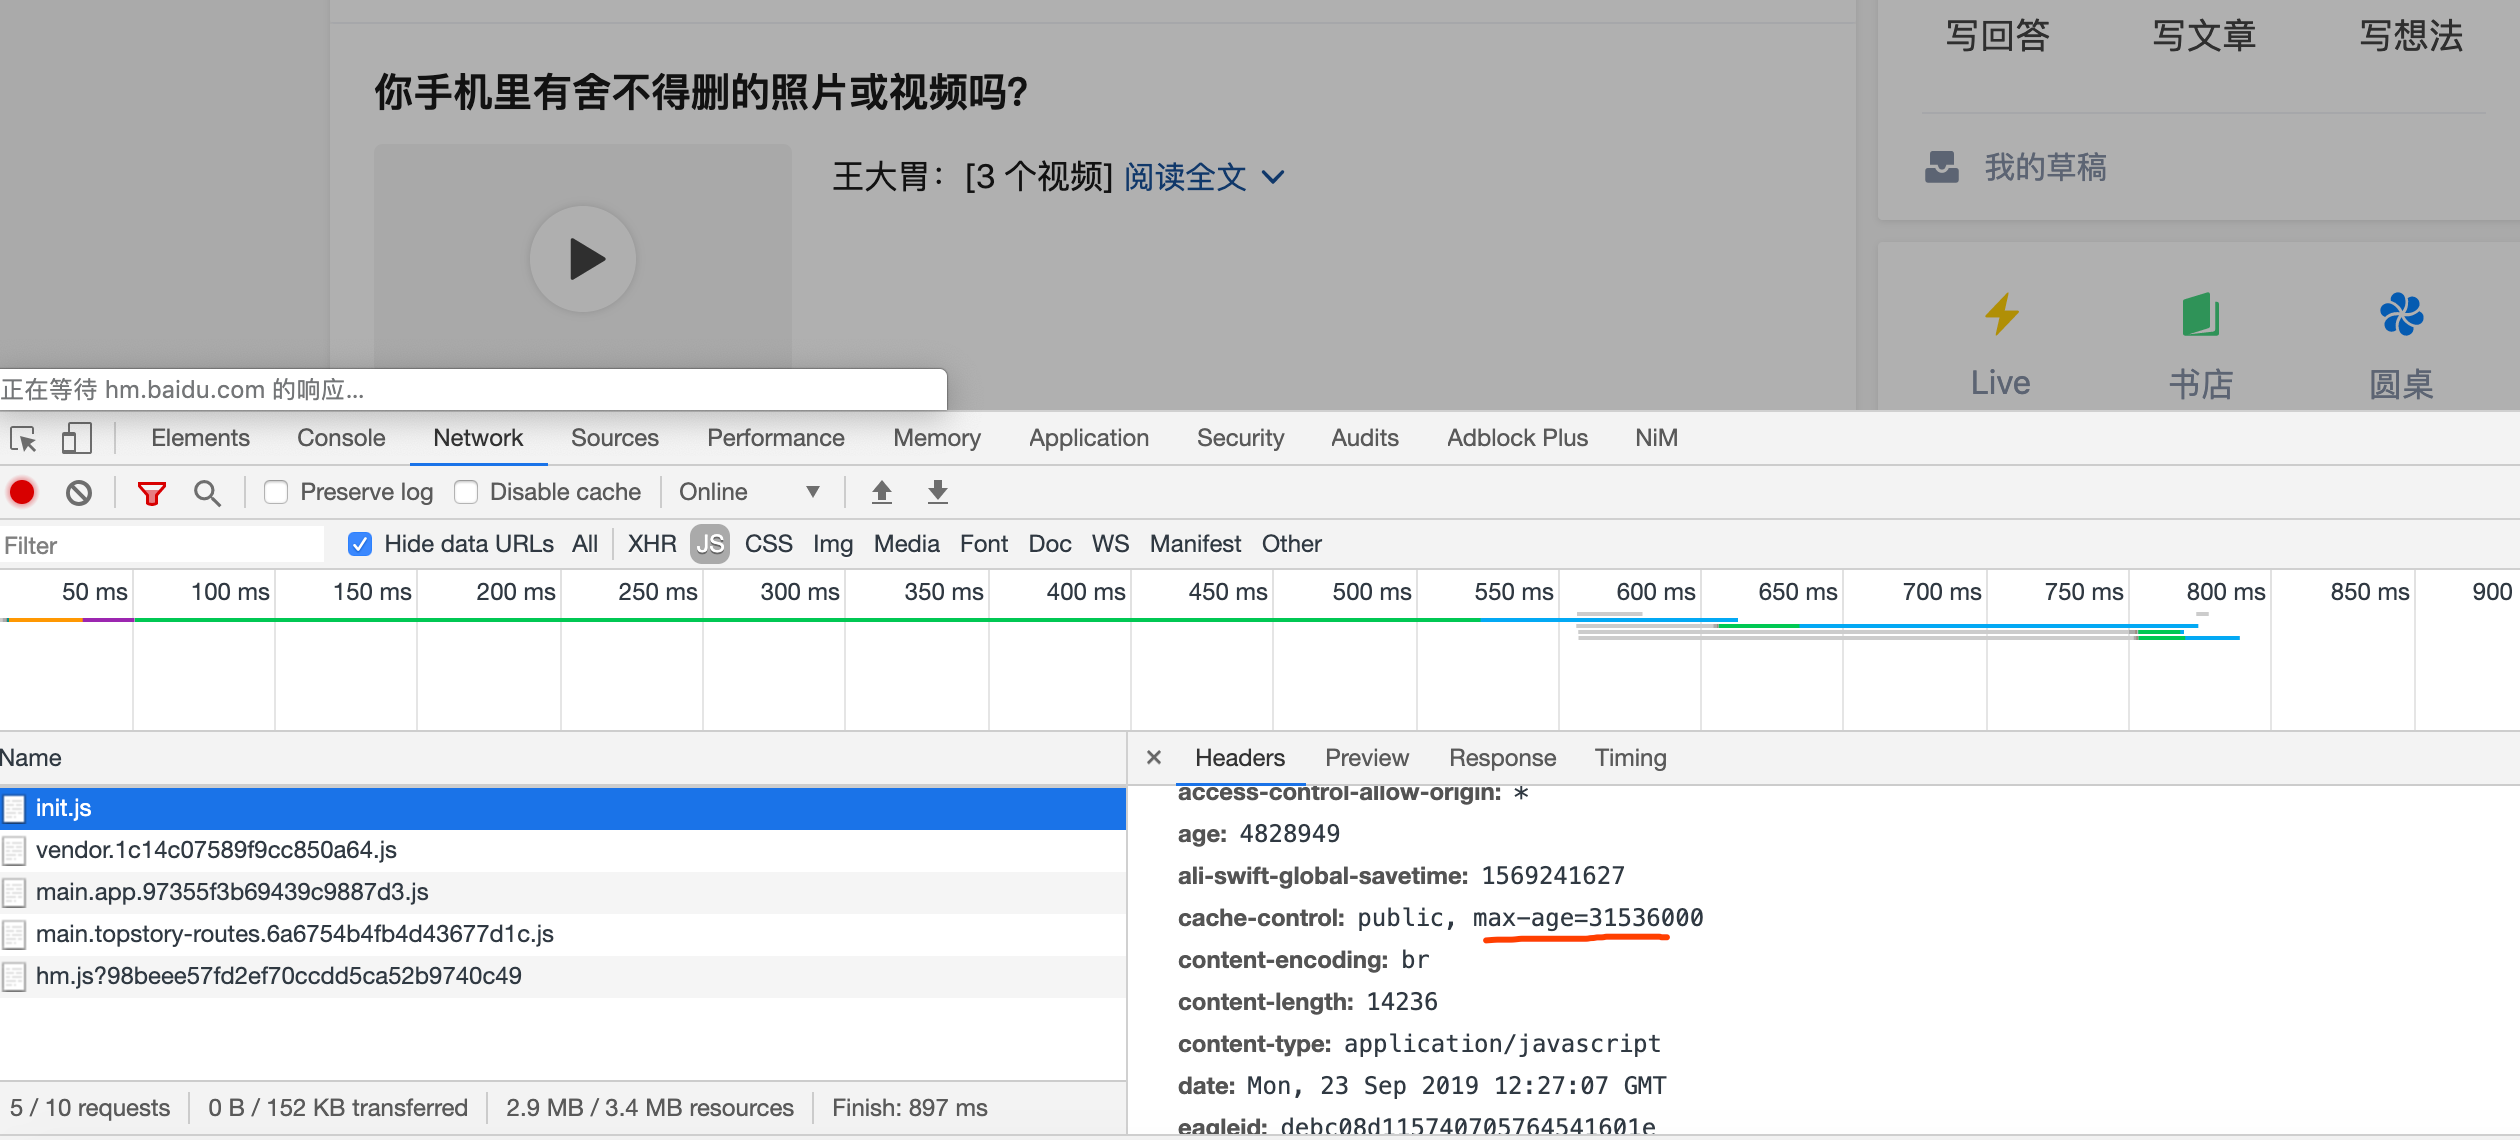 写回答 写文章 写想法
你手机里有舍不得删的照片或视频吗?
王大胃： [3 个视频] 阅读全文
我的草稿
Live 书店 圆桌
正在等待 hm.baidu.com 的响应...
Elements Console Network Sources Performance Memory Application Security Audits Adblock Plus NiM
Preserve log Disable cache Online
Filter Hide data URLs All XHR JS CSS Img Media Font Doc WS Manifest Other
50 ms 100 ms 150 ms 200 ms 250 ms 300 ms 350 ms 400 ms 450 ms 500 ms 550 ms 600 ms 650 ms 700 ms 750 ms 800 ms 850 ms 900
Name
init.js
vendor.1c14c07589f9cc850a64.js
main.app.97355f3b69439c9887d3.js
main.topstory-routes.6a6754b4fb4d43677d1c.js
hm.js?98beee57fd2ef70ccdd5ca52b9740c49
5 / 10 requests 0 B / 152 KB transferred 2.9 MB / 3.4 MB resources Finish: 897 ms
× Headers Preview Response Timing
access-control-allow-origin: *
age: 4828949
ali-swift-global-savetime: 1569241627
cache-control: public, max-age=31536000
content-encoding: br
content-length: 14236
content-type: application/javascript
date: Mon, 23 Sep 2019 12:27:07 GMT
eagleid: debc08d115740705764541601e